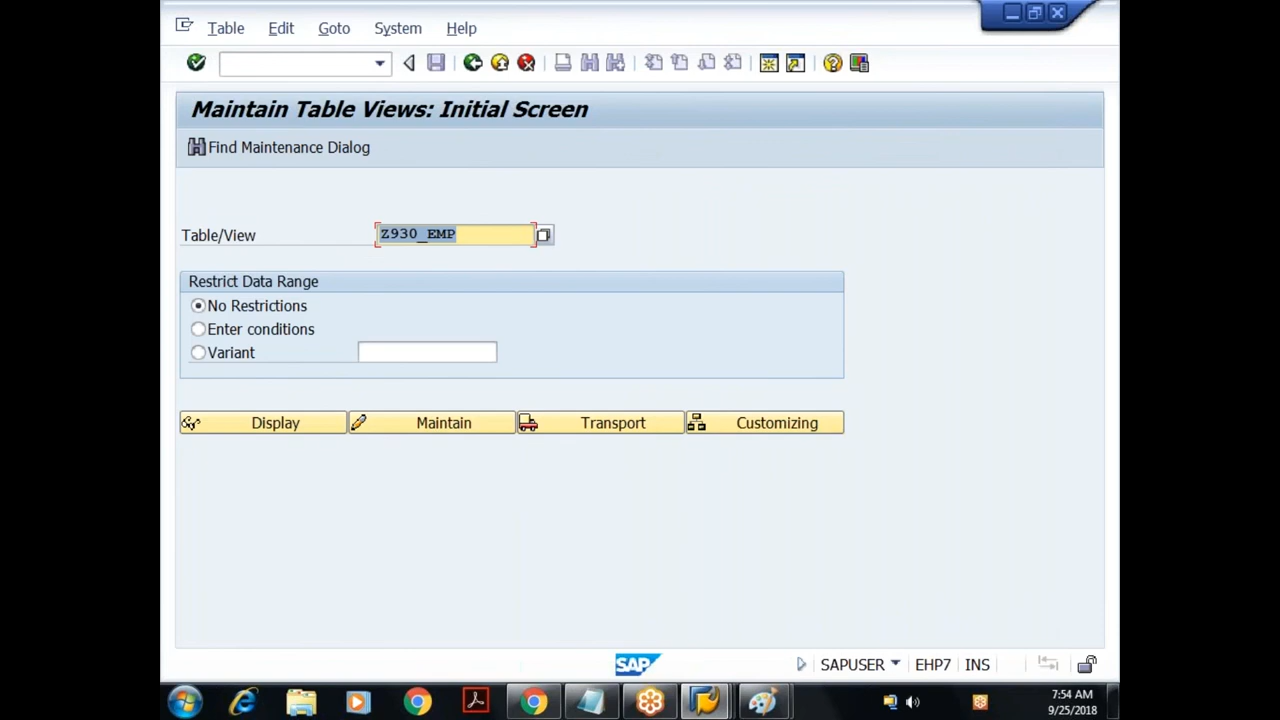 Table Edit Goto System Help
Maintain Table Views: Initial Screen
Find Maintenance Dialog
Table/View Z930_EMP
Restrict Data Range
No Restrictions
Enter conditions
Variant
Display Maintain Transport Customizing
SAP SAPUSER EHP7 INS
7:54 AM
9/25/2018